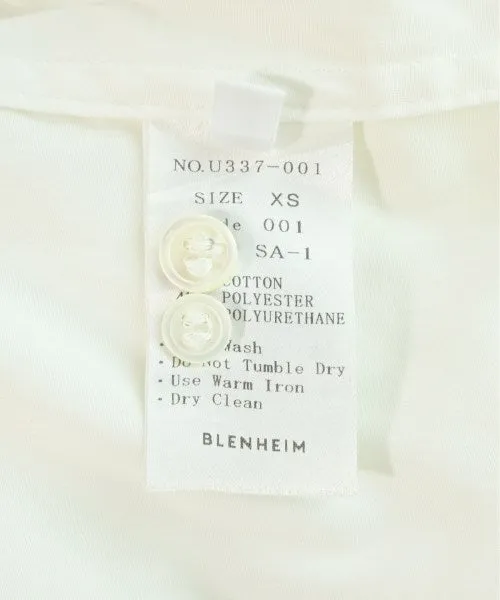 NO.U337-001
SIZE XS
001
SA-1
COTTON
POLYESTER
POLYURETHANE
Wash
· Do Not Tumble Dry
· Use Warm Iron
· Dry Clean
BLENHEIM